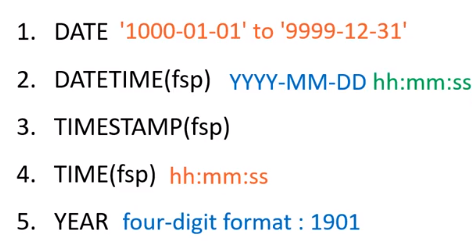 1. DATE '1000-01-01' to '9999-12-31'
2. DATETIME(fsp) YYYY-MM-DD hh:mm:ss
3. TIMESTAMP(fsp)
4. TIME(fsp) hh:mm:ss
5. YEAR four-digit format : 1901